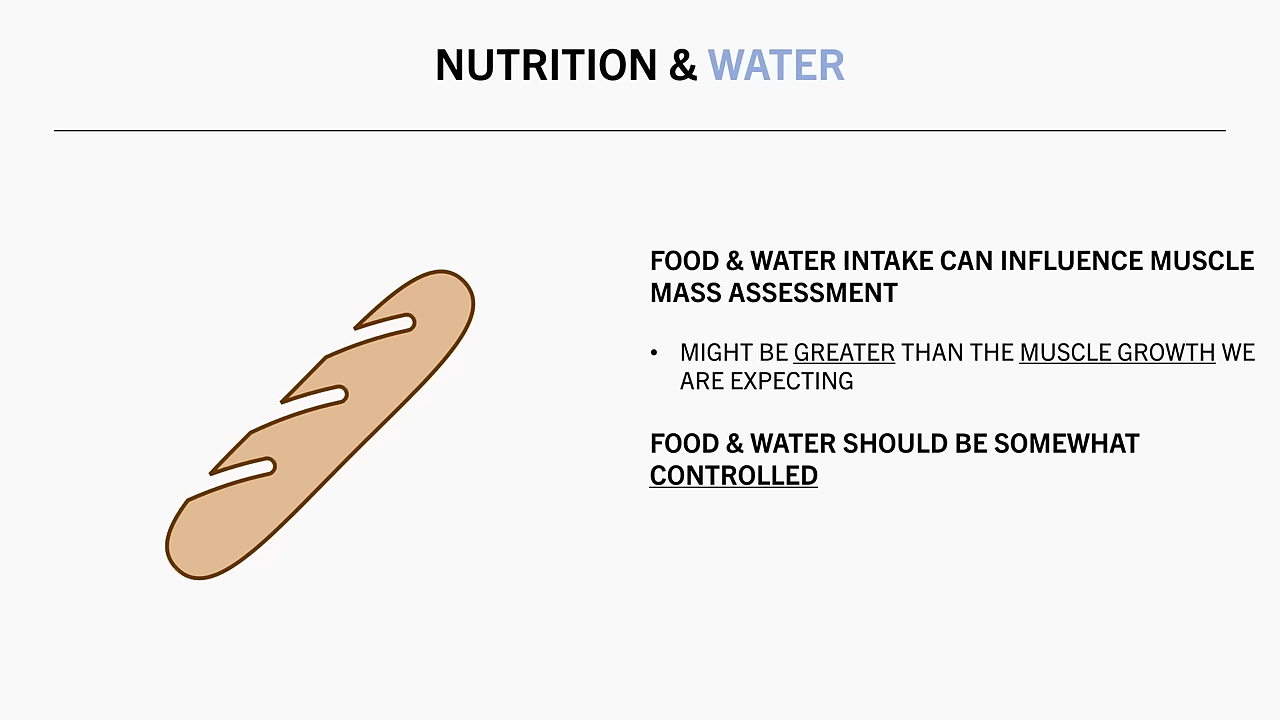 NUTRITION & WATER
FOOD & WATER INTAKE CAN INFLUENCE MUSCLE
MASS ASSESSMENT
• MIGHT BE GREATER THAN THE MUSCLE GROWTH WE
ARE EXPECTING
FOOD & WATER SHOULD BE SOMEWHAT
CONTROLLED